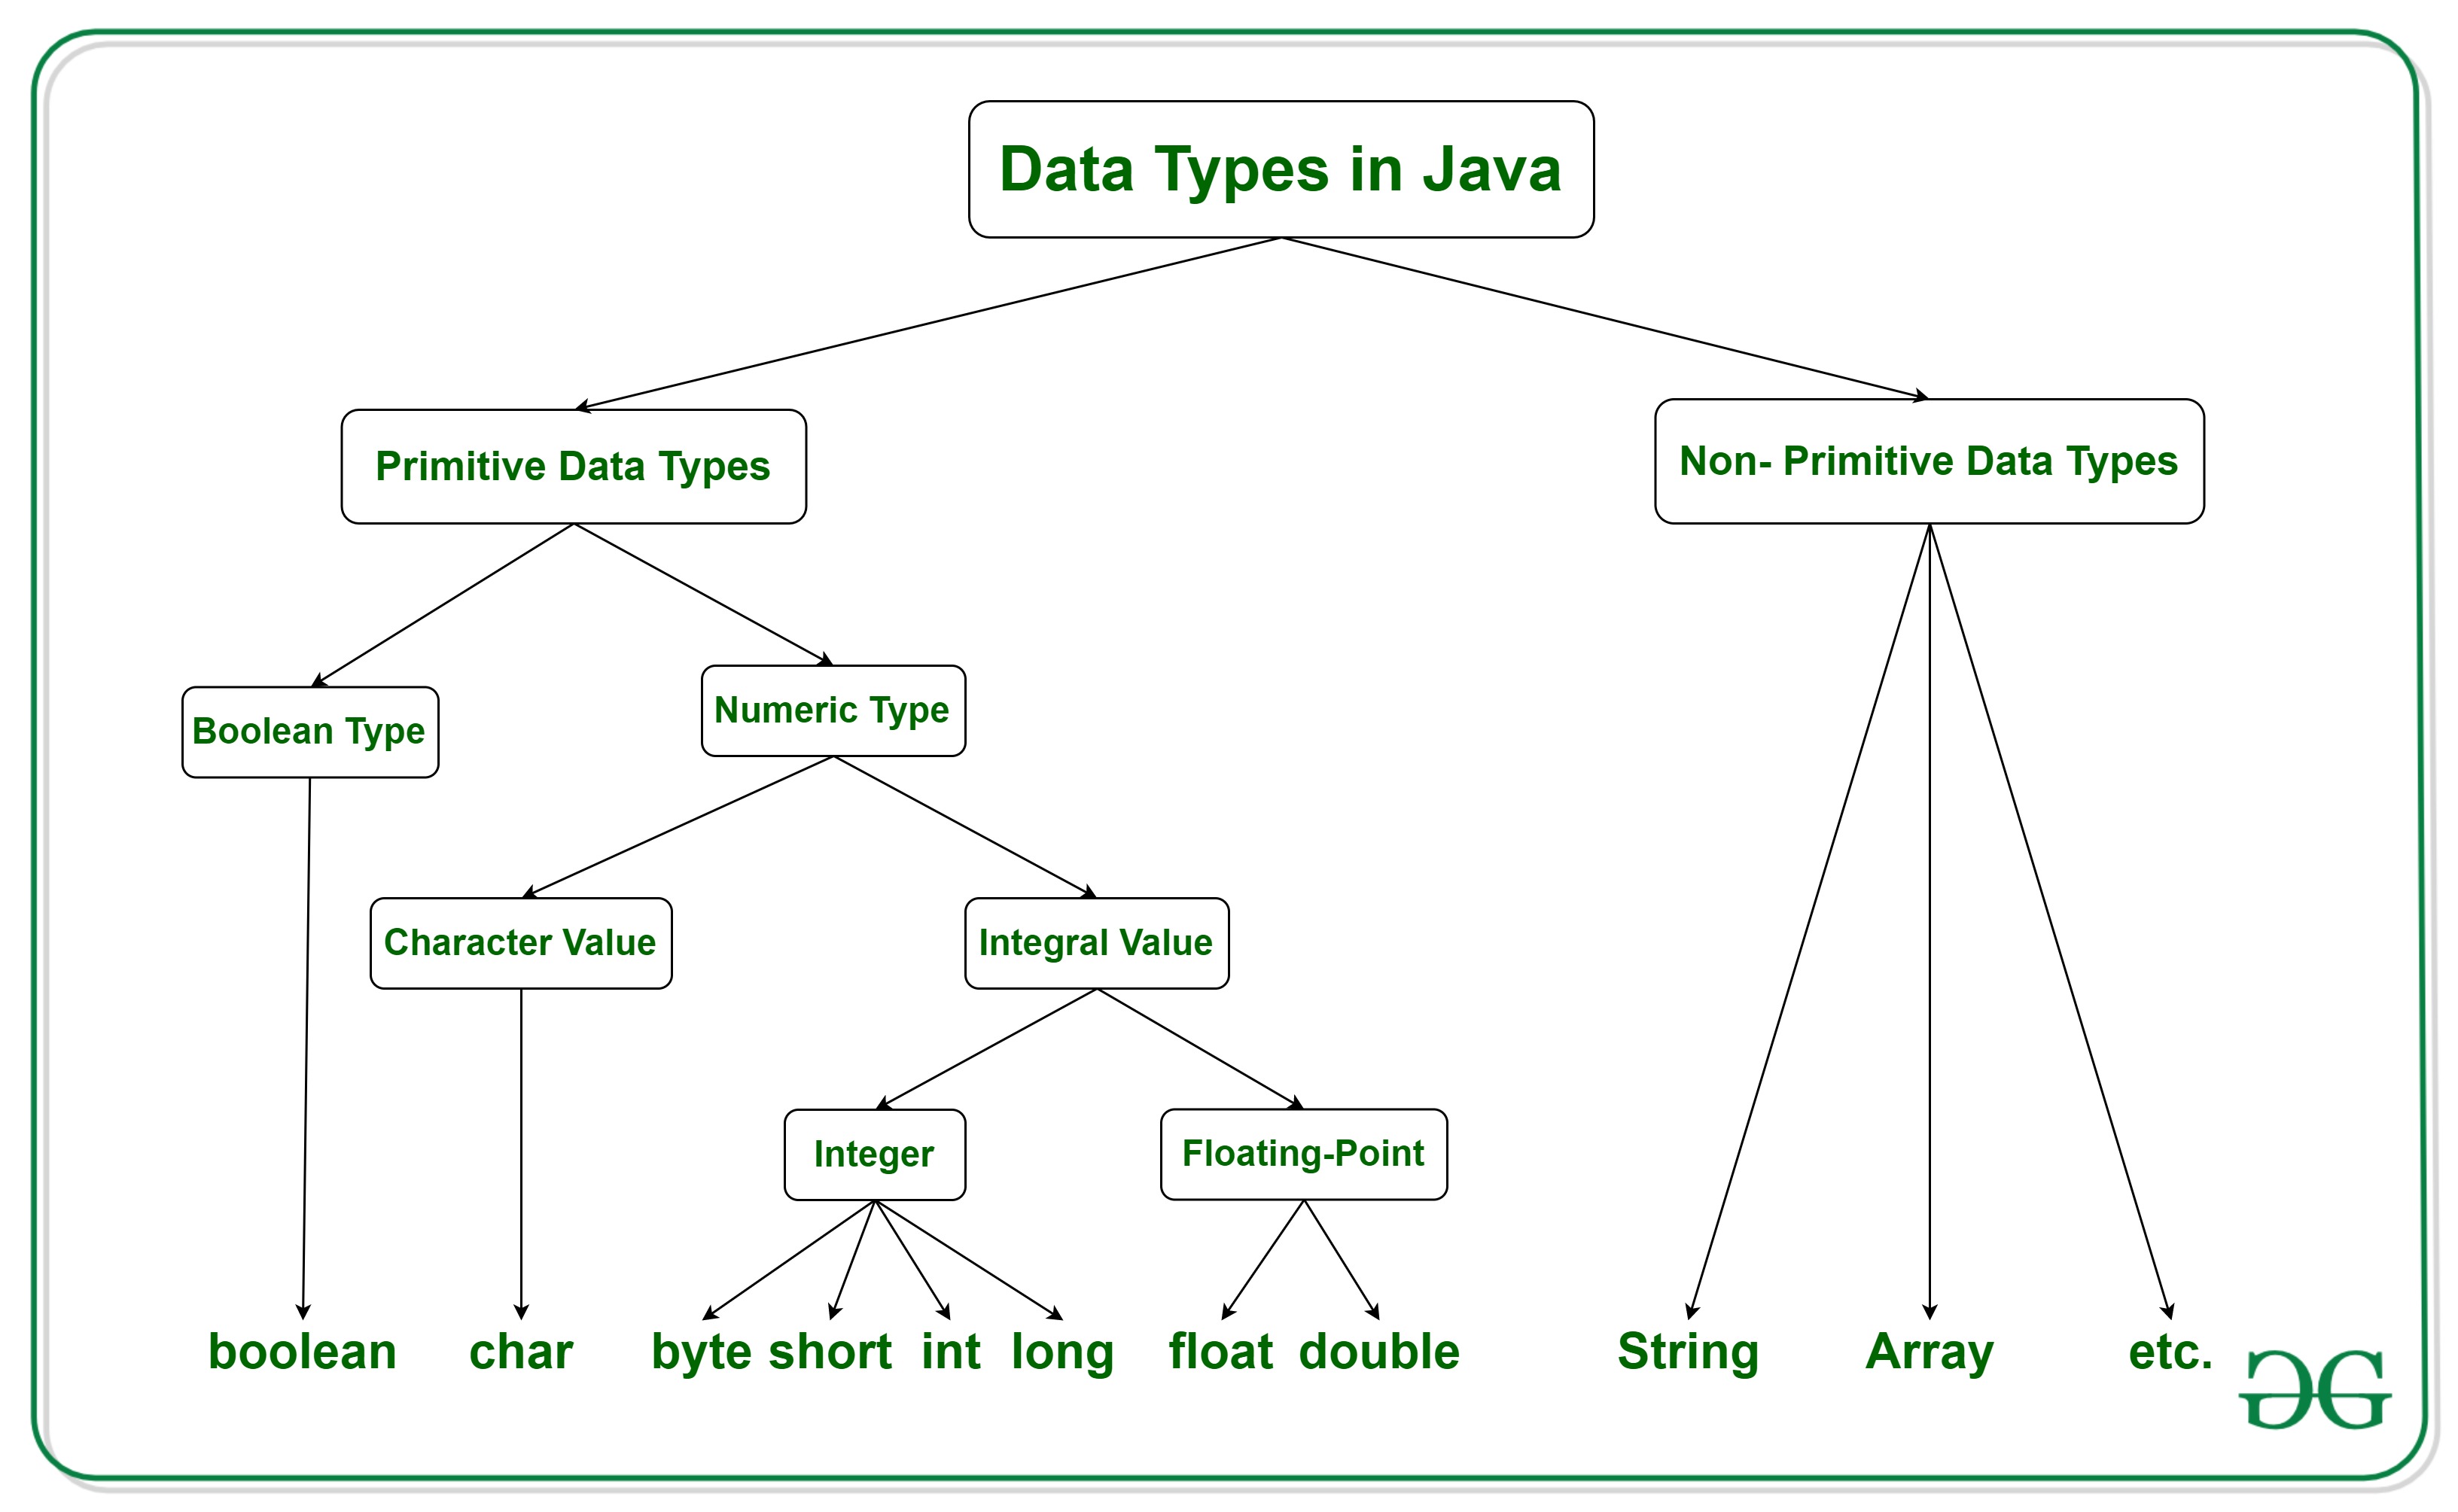 Data Types in Java
Primitive Data Types
Non- Primitive Data Types
Boolean Type
Numeric Type
Character Value
Integral Value
Integer
Floating-Point
boolean
char
byte
short
int
long
float
double
String
Array
etc.